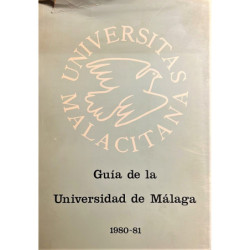 UNIVERSITAS
MALACITANA
Guía de la
Universidad de Málaga
1980-81